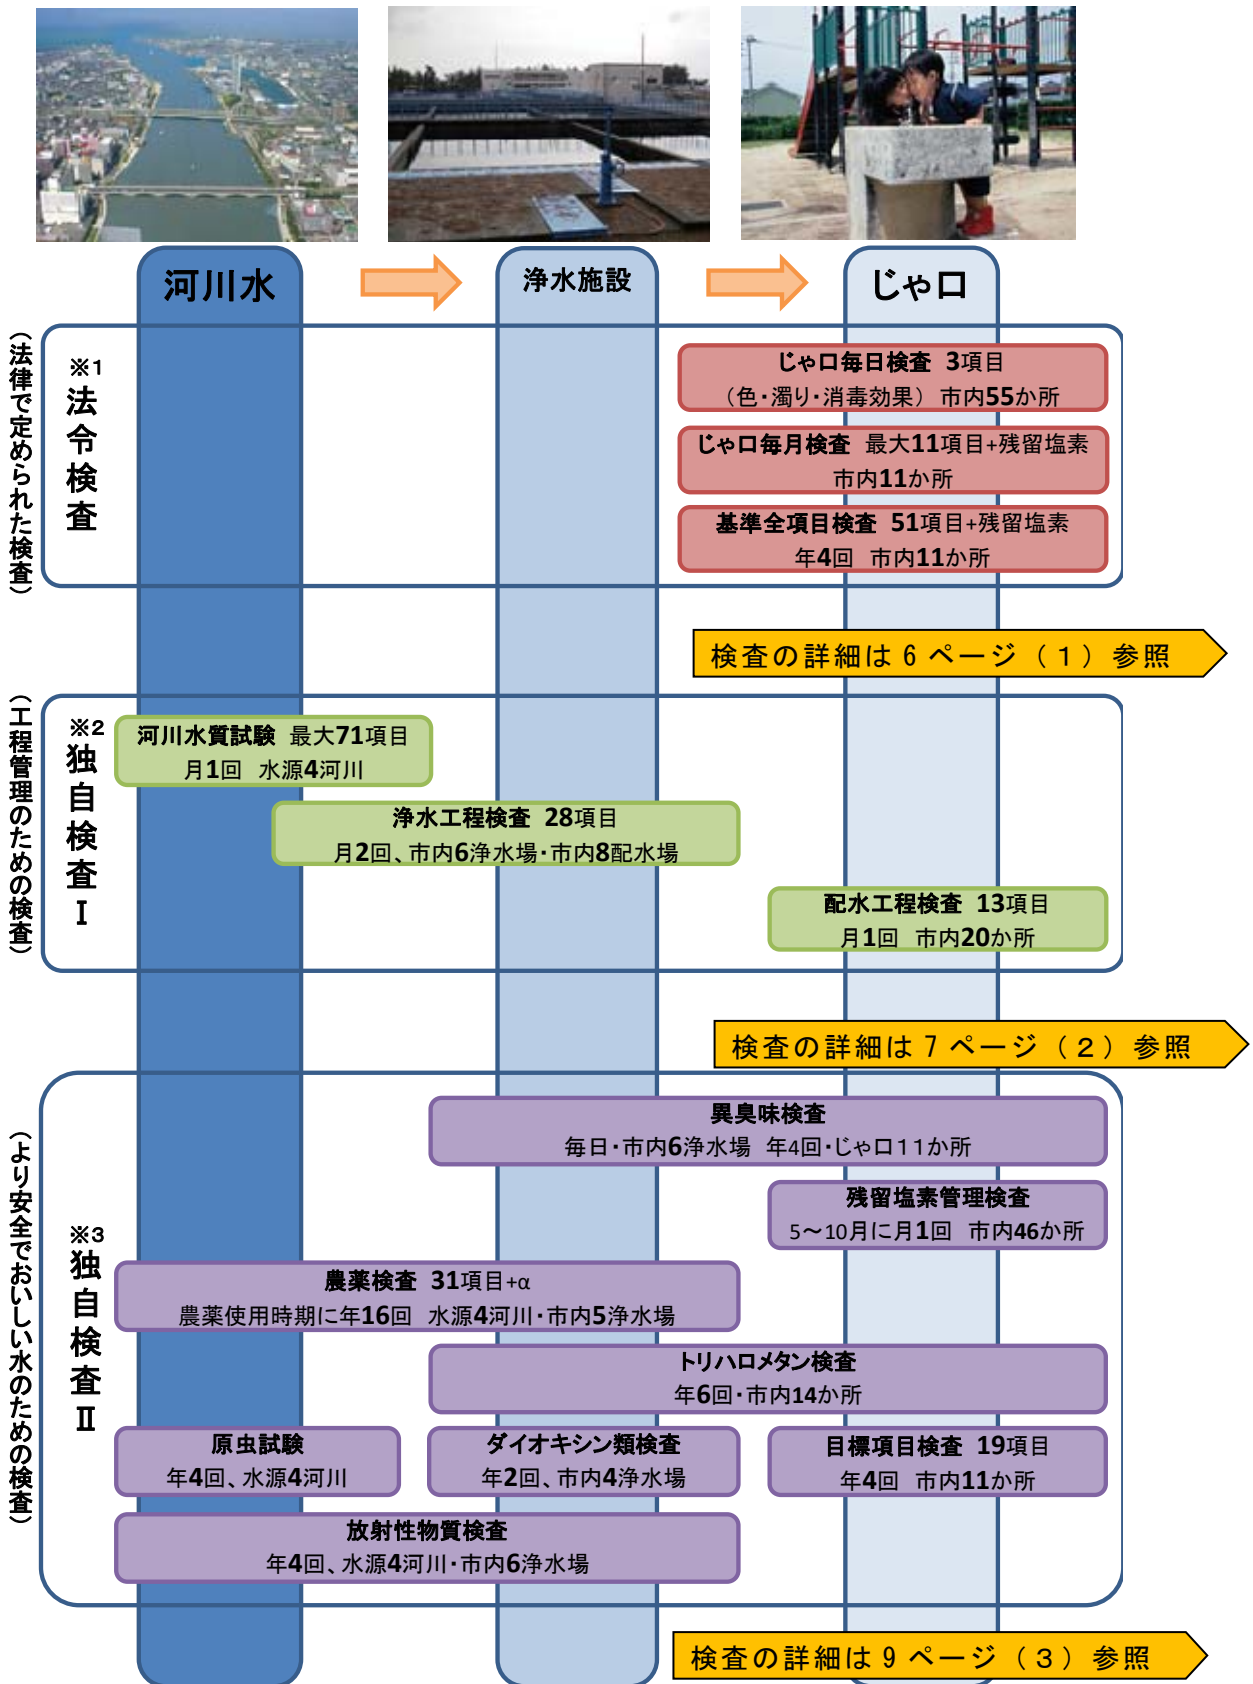 河川水
浄水施設
じゃ口
（法律で定められた検査）
※1
法令検査
じゃ口毎日検査 3項目
（色・濁り・消毒効果） 市内55か所
じゃ口毎月検査 最大11項目+残留塩素
市内11か所
基準全項目検査 51項目+残留塩素
年4回 市内11か所
検査の詳細は 6 ページ（１）参照
（工程管理のための検査）
※2
独自検査Ⅰ
河川水質試験 最大71項目
月1回 水源4河川
浄水工程検査 28項目
月2回、市内6浄水場・市内8配水場
配水工程検査 13項目
月1回 市内20か所
検査の詳細は 7 ページ（２）参照
（より安全でおいしい水のための検査）
※3
独自検査Ⅱ
異臭味検査
毎日・市内6浄水場 年4回・じゃ口１１か所
残留塩素管理検査
5～10月に月1回 市内46か所
農薬検査 31項目+α
農薬使用時期に年16回 水源4河川・市内5浄水場
トリハロメタン検査
年6回・市内14か所
原虫試験
年4回、水源4河川
ダイオキシン類検査
年2回、市内4浄水場
目標項目検査 19項目
年4回 市内11か所
放射性物質検査
年4回、水源4河川・市内6浄水場
検査の詳細は 9 ページ（３）参照